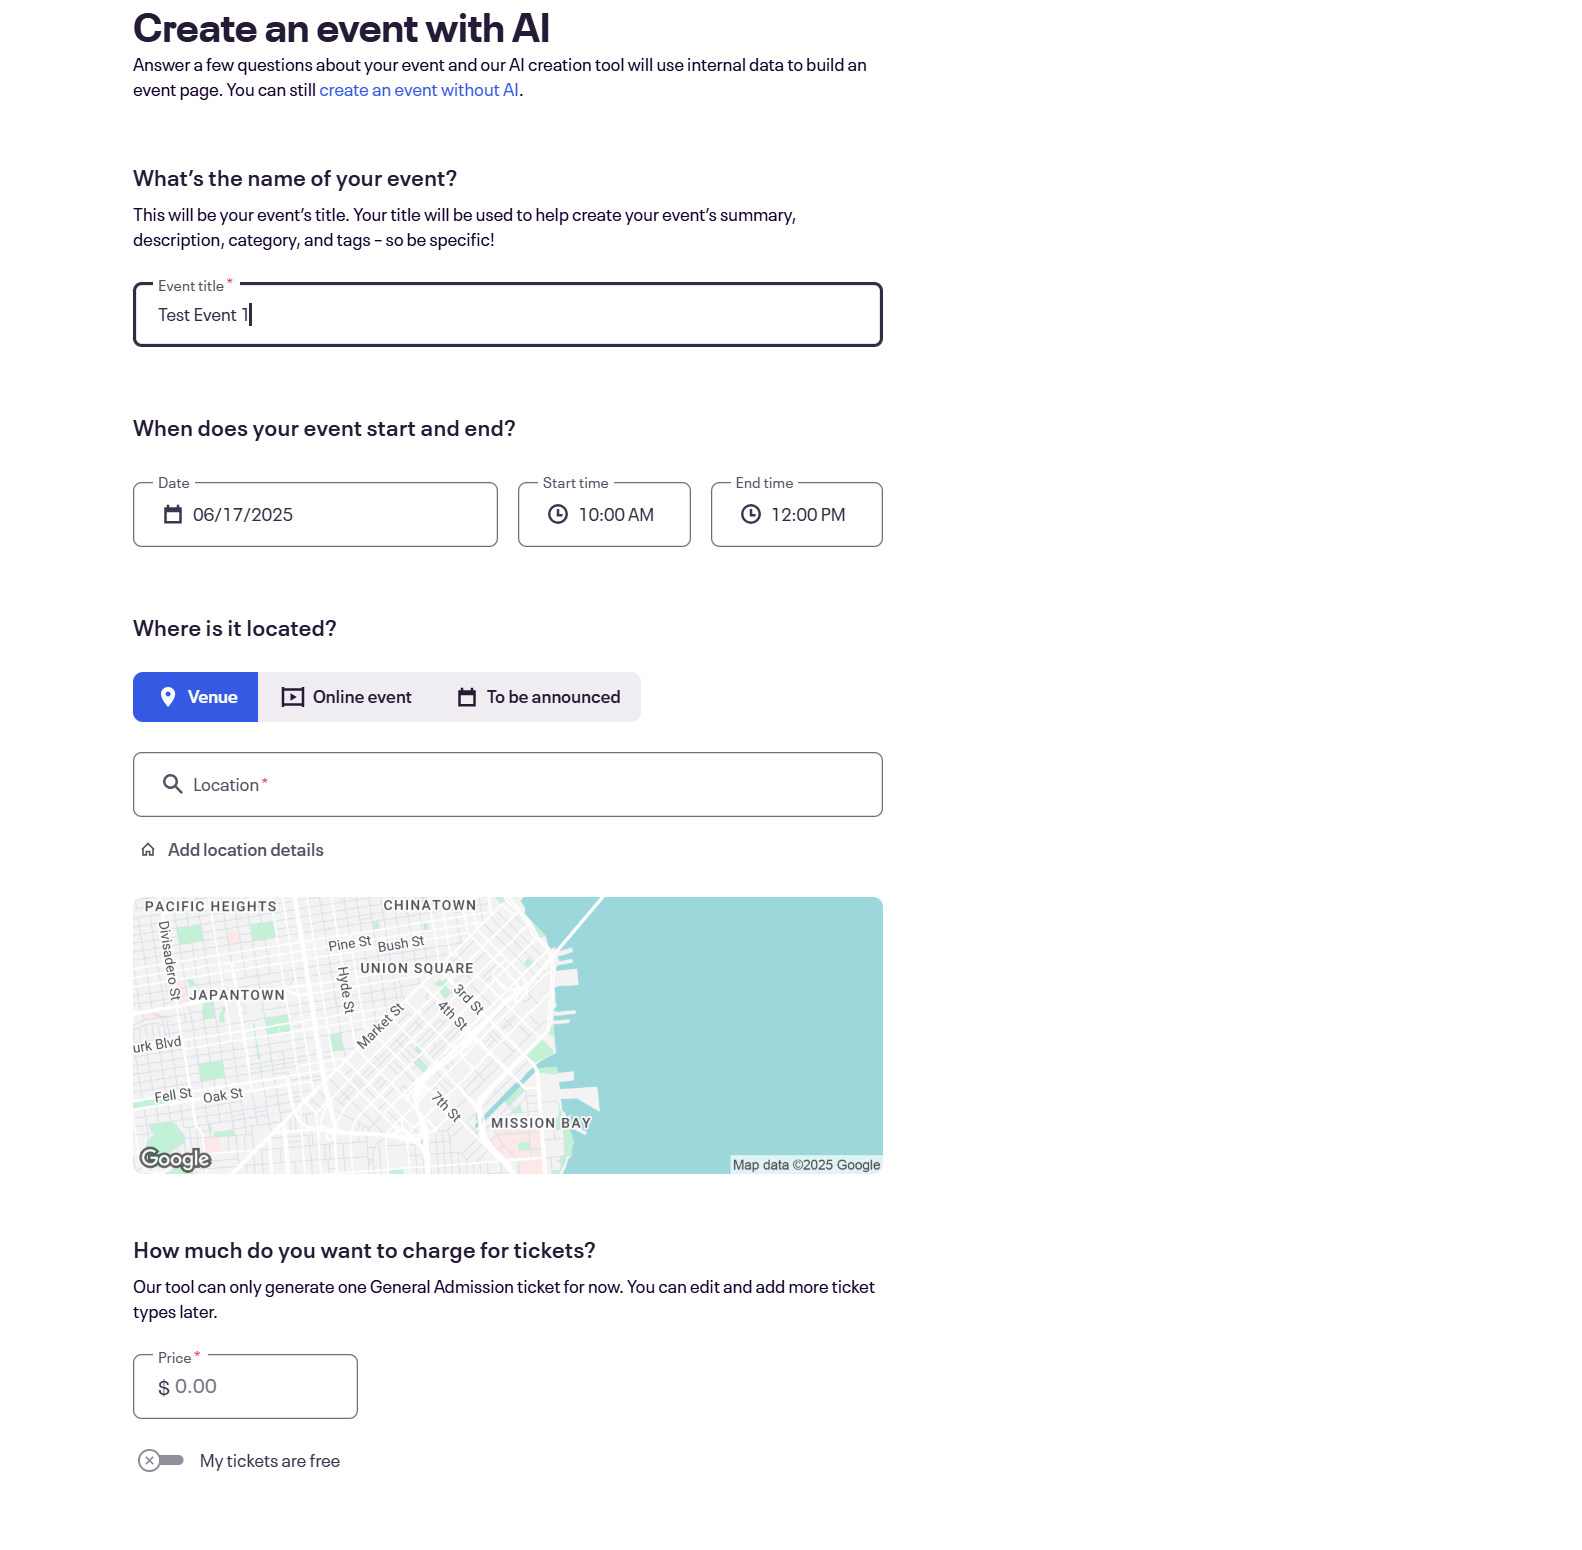 Create an event with AI
Answer a few questions about your event and our AI creation tool will use internal data to build an
event page. You can still create an event without AI.
What’s the name of your event?
This will be your event’s title. Your title will be used to help create your event’s summary,
description, category, and tags – so be specific!
Event title *
Test Event 1
When does your event start and end?
Date
06/17/2025
Start time
10:00 AM
End time
12:00 PM
Where is it located?
Venue
Online event
To be announced
Location *
Add location details
PACIFIC HEIGHTS
CHINATOWN
Divisadero St
Pine St
Bush St
UNION SQUARE
Hyde St
JAPANTOWN
3rd St
4th St
Market St
urk Blvd
Fell St
Oak St
7th St
MISSION BAY
Google
Map data ©2025 Google
How much do you want to charge for tickets?
Our tool can only generate one General Admission ticket for now. You can edit and add more ticket
types later.
Price *
$ 0.00
My tickets are free